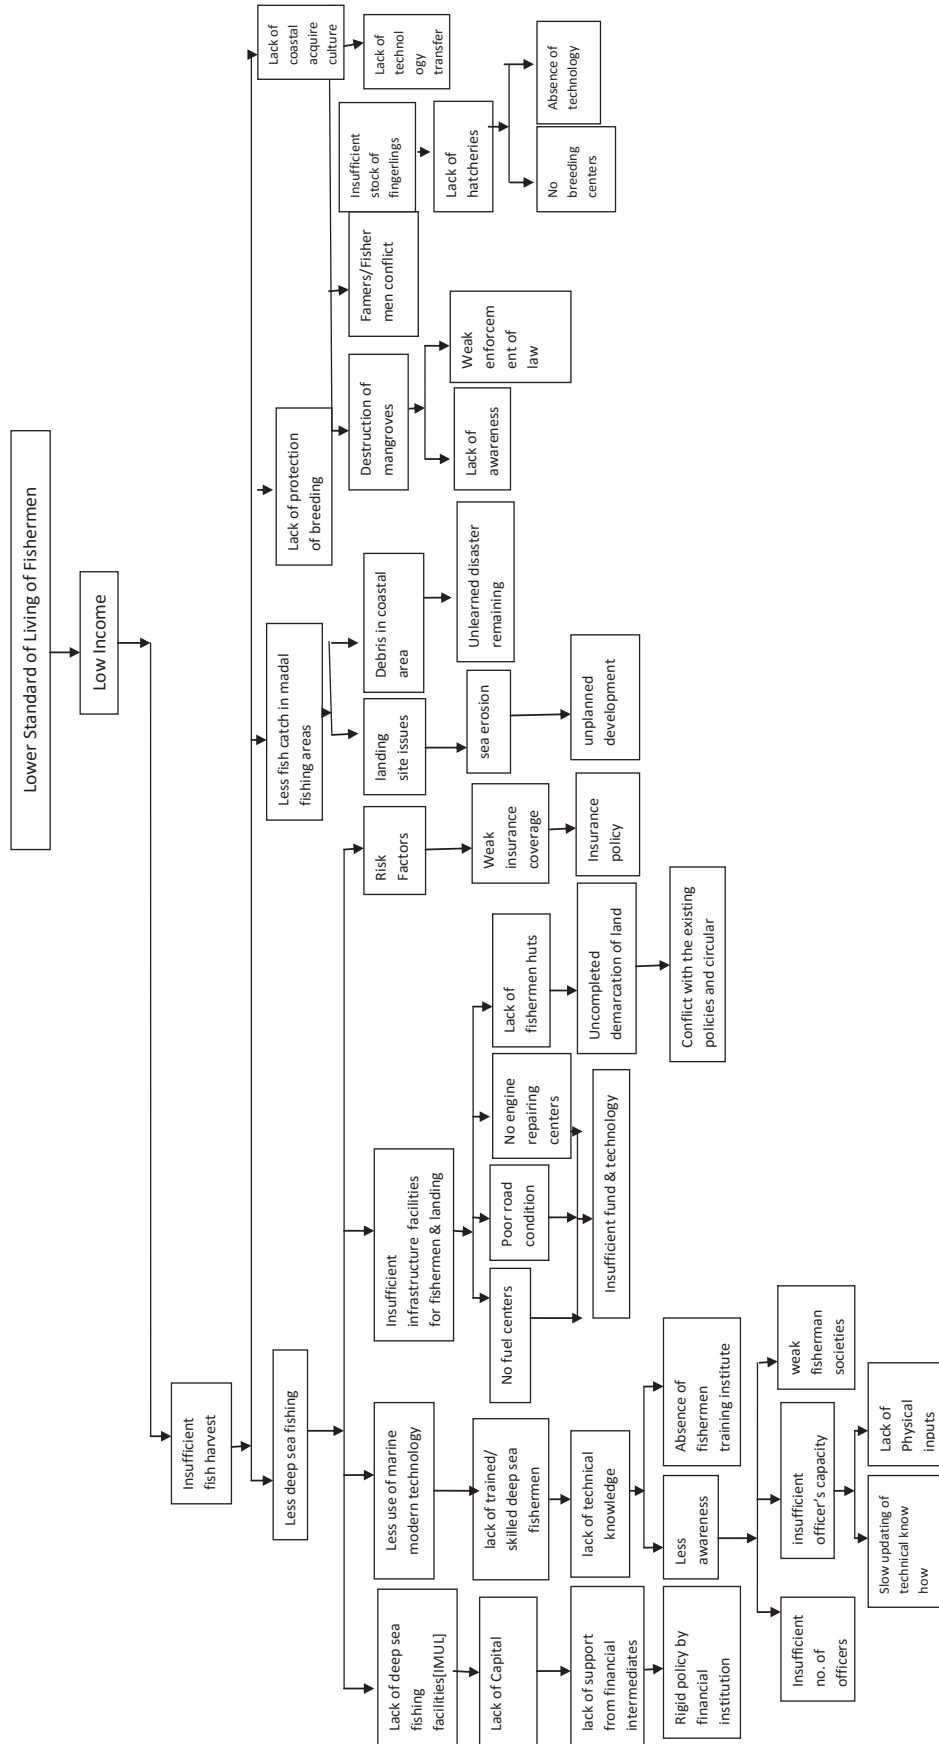 Lower Standard of Living of Fishermen
Low Income
Insufficient
fish harvest
Less deep sea fishing
Less fish catch in madal
fishing areas
Lack of protection
of breeding
Lack of
coastal
acquire
culture
Lack of deep sea
fishing
facilities[IMUL]
Less use of marine
modern technology
Insufficient
infrastructure facilities
for fishermen & landing
Risk
Factors
landing
site issues
Debris in coastal
area
Destruction of
mangroves
Famers/Fisher
men conflict
Insufficient
stock of
fingerlings
Lack of
technol
ogy
transfer
Lack of Capital
lack of trained/
skilled deep sea
fishermen
No fuel centers
Poor road
condition
No engine
repairing
centers
Lack of
fishermen huts
Weak
insurance
coverage
sea erosion
Unlearned disaster
remaining
Lack of
awareness
Weak
enforcem
ent of
law
Lack of
hatcheries
lack of support
from financial
intermediates
lack of technical
knowledge
Insufficient fund & technology
Uncompleted
demarcation of land
Insurance
policy
unplanned
development
No
breeding
centers
Absence of
technology
Rigid policy by
financial
institution
Less
awareness
Absence of
fishermen
training institute
Conflict with the existing
policies and circular
Insufficient
no. of
officers
insufficient
officer's capacity
weak
fisherman
societies
Slow updating of
technical know
how
Lack of
Physical
inputs